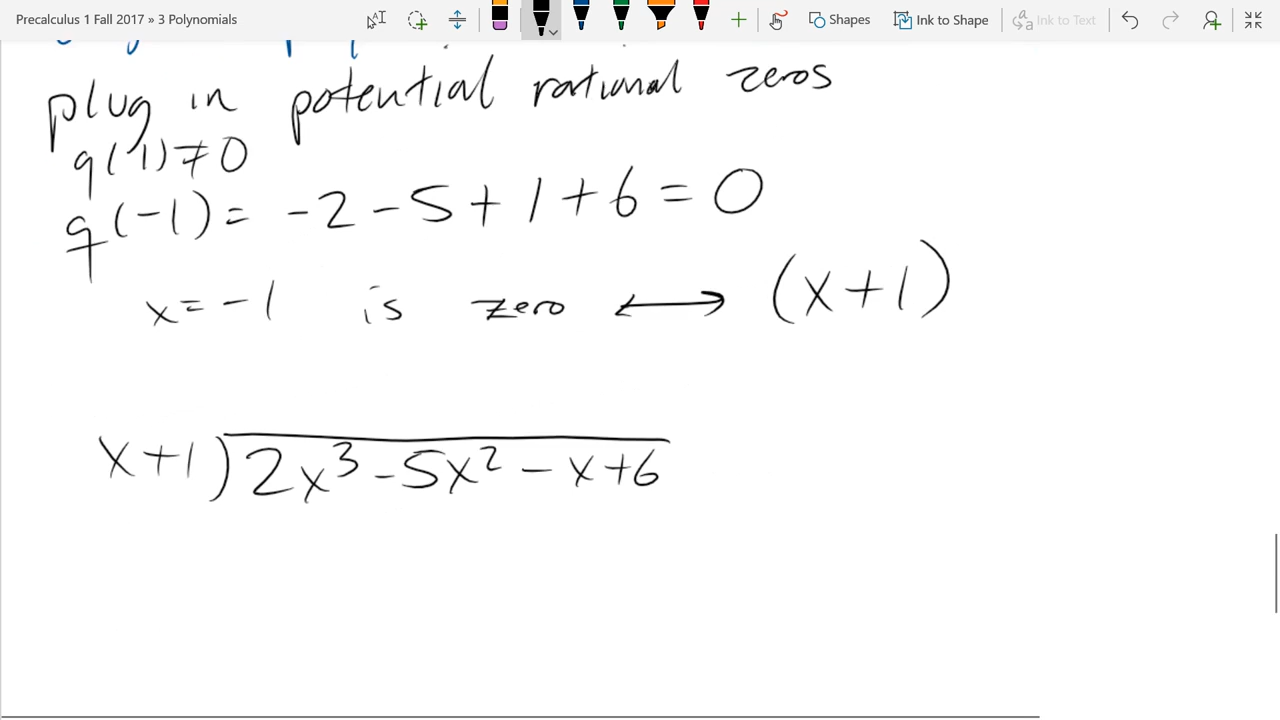 Precalculus 1 Fall 2017 » 3 Polynomials
Shapes
Ink to Shape
Ink to Text
plug in potential rational zeros
q(1)≠0
q(-1) = -2-5+1+6=0
x=-1 is zero ⟷ (x+1)
x+1)2x³-5x²-x+6